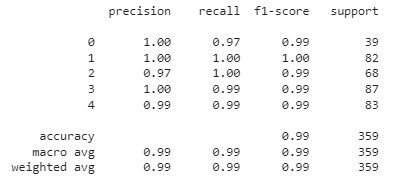 precision recall f1-score support
0 1.00 0.97 0.99 39
1 1.00 1.00 1.00 82
2 0.97 1.00 0.99 68
3 1.00 0.99 0.99 87
4 0.99 0.99 0.99 83
accuracy 0.99 359
macro avg 0.99 0.99 0.99 359
weighted avg 0.99 0.99 0.99 359